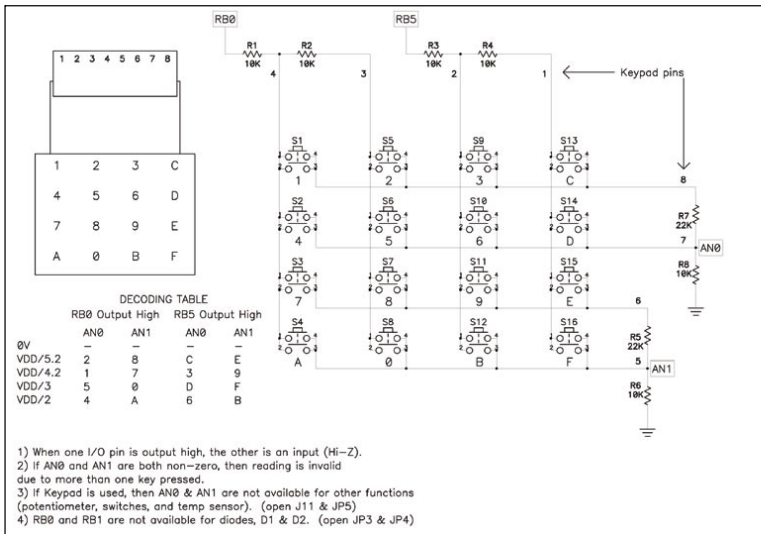 RB0 RB5
R1 R2 R3 R4
10K 10K 10K 10K
1 2 3 4 5 6 7 8
4 3 2 1 Keypad pins
1 2 3 C
4 5 6 D
7 8 9 E
A 0 B F
S1 S5 S9 S13
1 2 3 C
8
S2 S6 S10 S14
4 5 6 D
R7
22K
7
AN0
R8
10K
S3 S7 S11 S15
7 8 9 E
6
S4 S8 S12 S16
A 0 B F
R5
22K
5
AN1
R6
10K
DECODING TABLE
RB0 Output High RB5 Output High
AN0 AN1 AN0 AN1
0V – – – –
VDD/5.2 2 8 C E
VDD/4.2 1 7 3 9
VDD/3 5 0 D F
VDD/2 4 A 6 B
1) When one I/O pin is output high, the other is an input (Hi-Z).
2) If AN0 and AN1 are both non-zero, then reading is invalid
due to more than one key pressed.
3) If Keypad is used, then AN0 & AN1 are not available for other functions
(potentiometer, switches, and temp sensor). (open J11 & JP5)
4) RB0 and RB1 are not available for diodes, D1 & D2. (open JP3 & JP4)